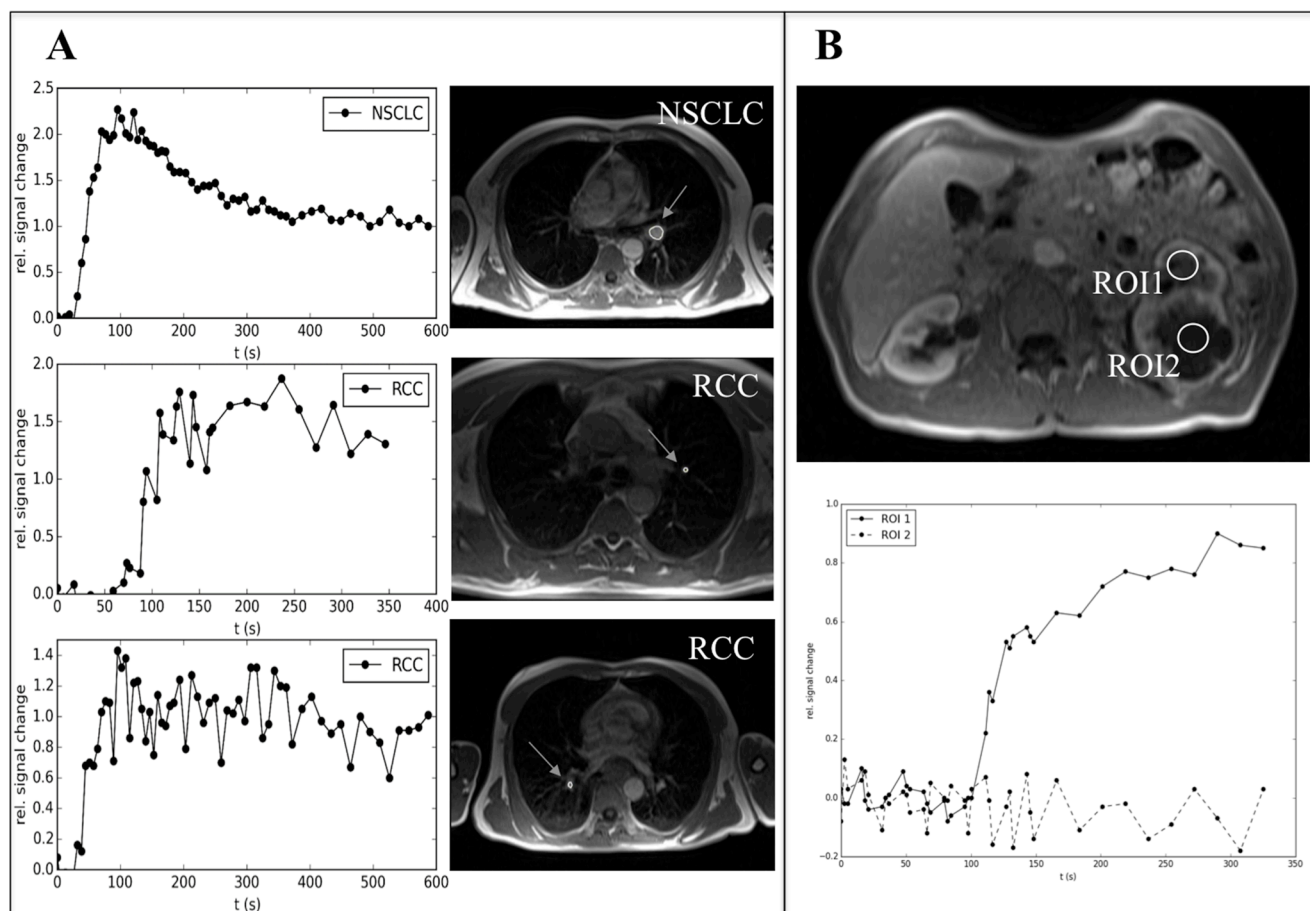 A
B
2.5
2.0
1.5
1.0
0.5
0.0
rel. signal change
NSCLC
0 100 200 300 400 500 600
t (s)
NSCLC
2.0
1.5
1.0
0.5
0.0
rel. signal change
RCC
0 50 100 150 200 250 300 350 400
t (s)
RCC
1.4
1.2
1.0
0.8
0.6
0.4
0.2
0.0
rel. signal change
RCC
0 100 200 300 400 500 600
t (s)
RCC
ROI1
ROI2
1.0
0.8
0.6
0.4
0.2
0.0
−0.2
rel. signal change
ROI 1
ROI 2
0 50 100 150 200 250 300 350
t (s)